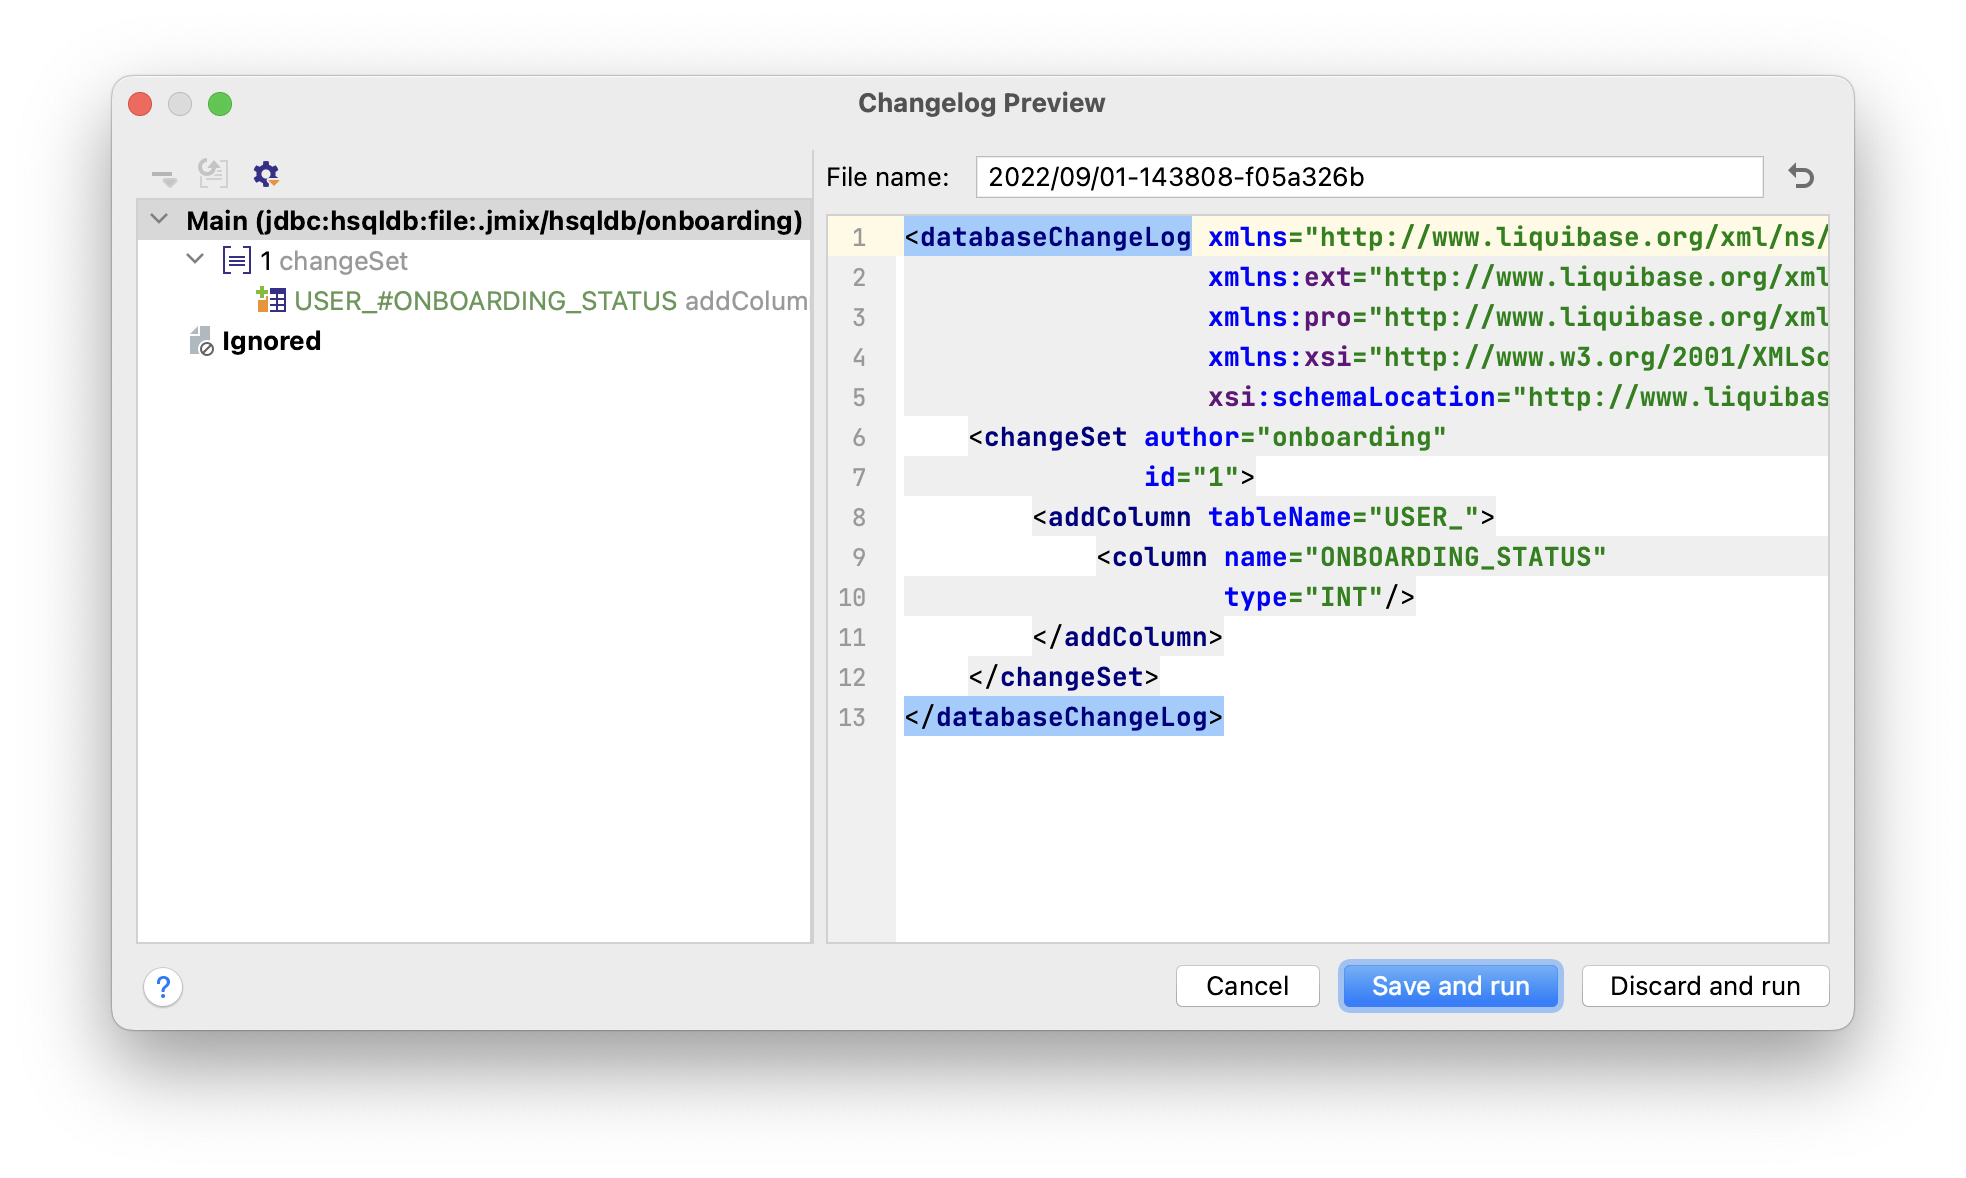 Changelog Preview
Main (jdbc:hsqldb:file:.jmix/hsqldb/onboarding)
1 changeSet
USER_#ONBOARDING_STATUS addColum
Ignored
File name: 2022/09/01-143808-f05a326b
1 <databaseChangeLog xmlns="http://www.liquibase.org/xml/ns/
2 xmlns:ext="http://www.liquibase.org/xml
3 xmlns:pro="http://www.liquibase.org/xml
4 xmlns:xsi="http://www.w3.org/2001/XMLSc
5 xsi:schemaLocation="http://www.liquibas
6 <changeSet author="onboarding"
7 id="1">
8 <addColumn tableName="USER_">
9 <column name="ONBOARDING_STATUS"
10 type="INT"/>
11 </addColumn>
12 </changeSet>
13 </databaseChangeLog>
?
Cancel
Save and run
Discard and run